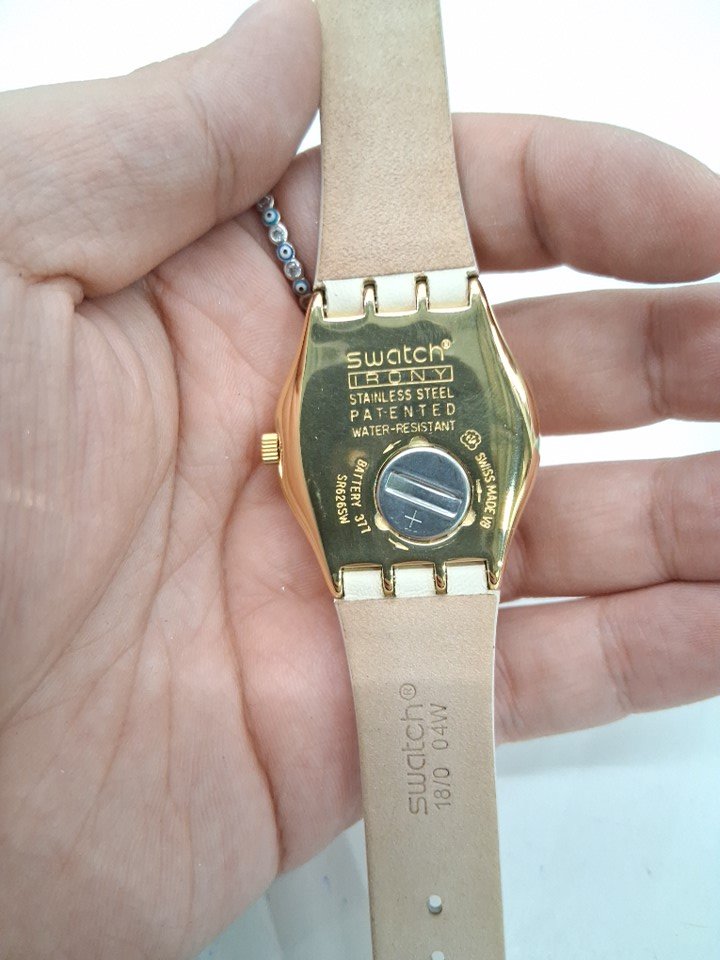 swatch®
IRONY
STAINLESS STEEL
PATENTED
WATER-RESISTANT
BATTERY 377
SR626SW
SWISS MADE V8
+
swatch®
18/0 04W